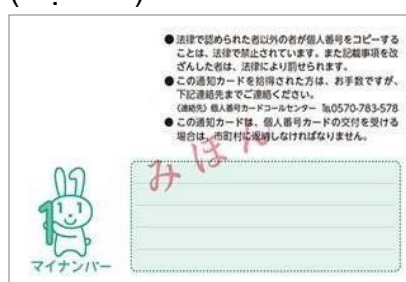 ●法律で認められた者以外の者が個人番号をコピーする
ことは、法律で禁止されています。また記載事項を改
ざんした者は、法律により罰せられます。
●この通知カードを拾得された方は、お手数ですが、
下記連絡先までご連絡ください。
〈連絡先〉個人番号カードコールセンター ℡0570-783-578
●この通知カードは、個人番号カードの交付を受ける
場合は、市町村に返納しなければなりません。
みほん
1
マイナンバー